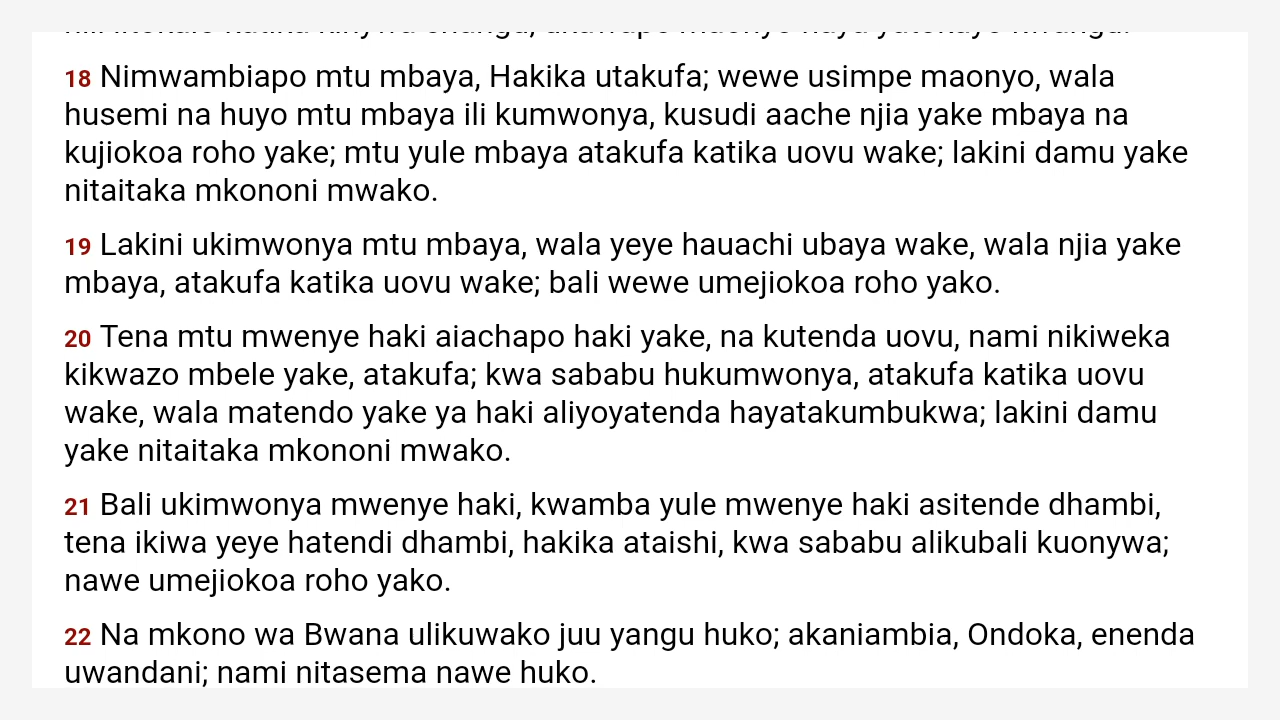 18 Nimwambiapo mtu mbaya, Hakika utakufa; wewe usimpe maonyo, wala
husemi na huyo mtu mbaya ili kumwonya, kusudi aache njia yake mbaya na
kujiokoa roho yake; mtu yule mbaya atakufa katika uovu wake; lakini damu yake
nitaitaka mkononi mwako.
19 Lakini ukimwonya mtu mbaya, wala yeye hauachi ubaya wake, wala njia yake
mbaya, atakufa katika uovu wake; bali wewe umejiokoa roho yako.
20 Tena mtu mwenye haki aiachapo haki yake, na kutenda uovu, nami nikiweka
kikwazo mbele yake, atakufa; kwa sababu hukumwonya, atakufa katika uovu
wake, wala matendo yake ya haki aliyoyatenda hayatakumbukwa; lakini damu
yake nitaitaka mkononi mwako.
21 Bali ukimwonya mwenye haki, kwamba yule mwenye haki asitende dhambi,
tena ikiwa yeye hatendi dhambi, hakika ataishi, kwa sababu alikubali kuonywa;
nawe umejiokoa roho yako.
22 Na mkono wa Bwana ulikuwako juu yangu huko; akaniambia, Ondoka, enenda
uwandani; nami nitasema nawe huko.